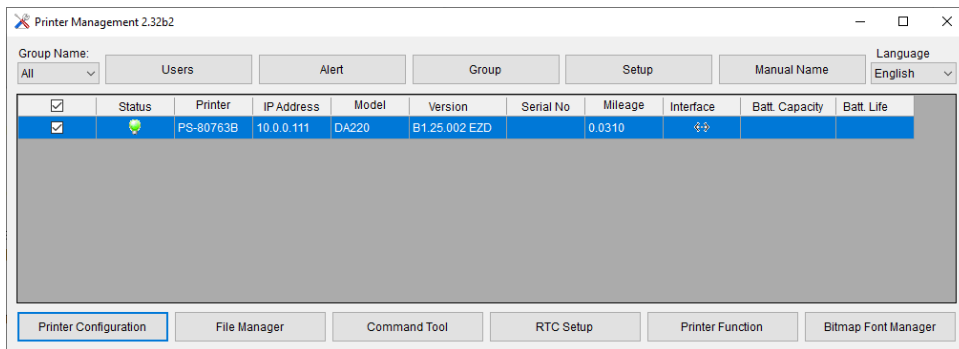 Printer Management 2.32b2
Group Name: Language
All Users Alert Group Setup Manual Name English
Status Printer IP Address Model Version Serial No Mileage Interface Batt. Capacity Batt. Life
PS-80763B 10.0.0.111 DA220 B1.25.002 EZD 0.0310
Printer Configuration File Manager Command Tool RTC Setup Printer Function Bitmap Font Manager